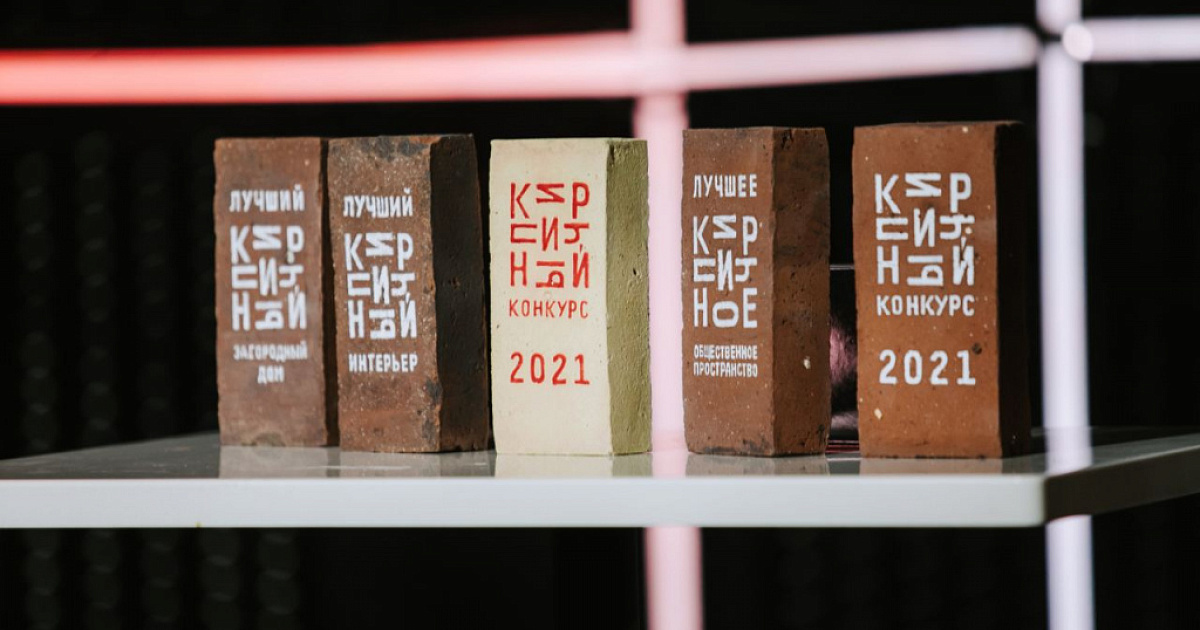 ЛУЧШИЙ
КИР
ПИЧ
НЫЙ
ЗАГОРОДНЫЙ
ДОМ
ЛУЧШИЙ
КИР
ПИЧ
НЫЙ
ИНТЕРЬЕР
КИР
ПИЧ
НЫЙ
КОНКУРС
2021
ЛУЧШЕЕ
КИР
ПИЧ
НОЕ
ОБЩЕСТВЕННОЕ
ПРОСТРАНСТВО
КИР
ПИЧ
НЫЙ
КОНКУРС
2021